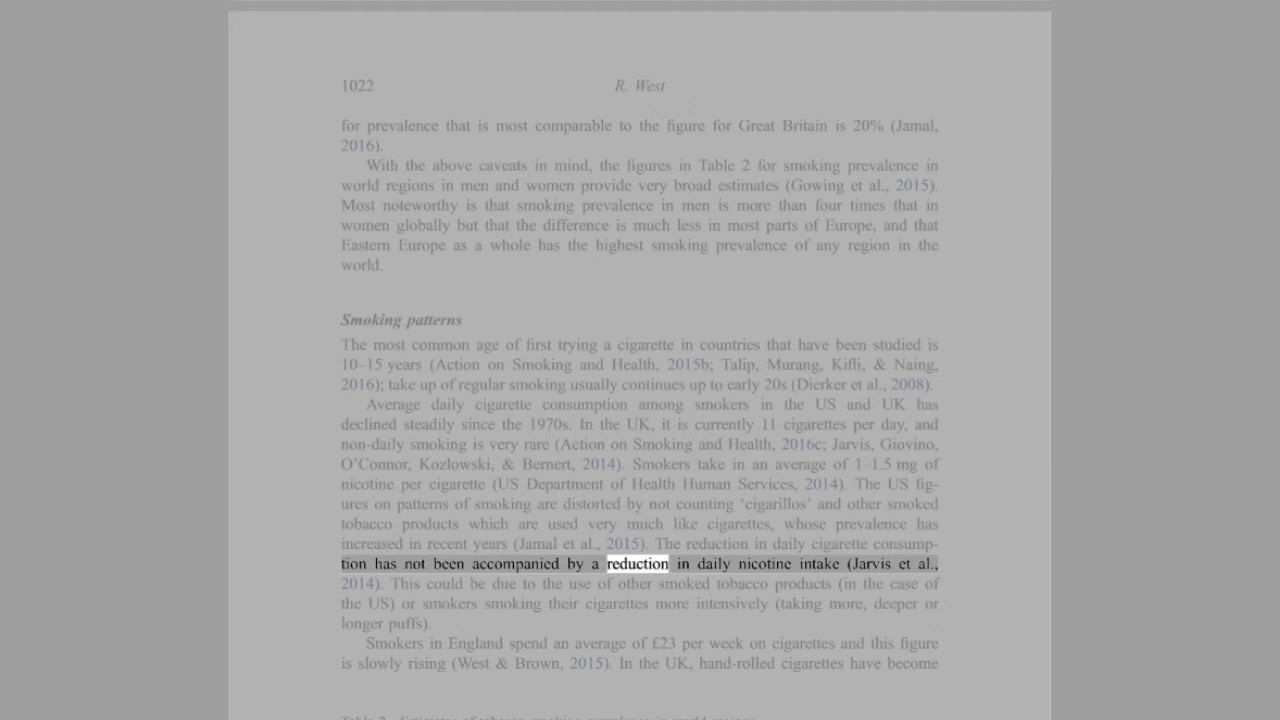 1022 R. West
for prevalence that is most comparable to the figure for Great Britain is 20% (Jamal,
2016).
With the above caveats in mind, the figures in Table 2 for smoking prevalence in
world regions in men and women provide very broad estimates (Gowing et al., 2015).
Most noteworthy is that smoking prevalence in men is more than four times that in
women globally but that the difference is much less in most parts of Europe, and that
Eastern Europe as a whole has the highest smoking prevalence of any region in the
world.
Smoking patterns
The most common age of first trying a cigarette in countries that have been studied is
10–15 years (Action on Smoking and Health, 2015b; Talip, Murang, Kifli, & Naing,
2016); take up of regular smoking usually continues up to early 20s (Dierker et al., 2008).
Average daily cigarette consumption among smokers in the US and UK has
declined steadily since the 1970s. In the UK, it is currently 11 cigarettes per day, and
non-daily smoking is very rare (Action on Smoking and Health, 2016c; Jarvis, Giovino,
O’Connor, Kozlowski, & Bernert, 2014). Smokers take in an average of 1–1.5 mg of
nicotine per cigarette (US Department of Health Human Services, 2014). The US fig-
ures on patterns of smoking are distorted by not counting ‘cigarillos’ and other smoked
tobacco products which are used very much like cigarettes, whose prevalence has
increased in recent years (Jamal et al., 2015). The reduction in daily cigarette consump-
tion has not been accompanied by a reduction in daily nicotine intake (Jarvis et al.,
2014). This could be due to the use of other smoked tobacco products (in the case of
the US) or smokers smoking their cigarettes more intensively (taking more, deeper or
longer puffs).
Smokers in England spend an average of £23 per week on cigarettes and this figure
is slowly rising (West & Brown, 2015). In the UK, hand-rolled cigarettes have become
Table 2. Estimates of tobacco smoking prevalence in world regions.